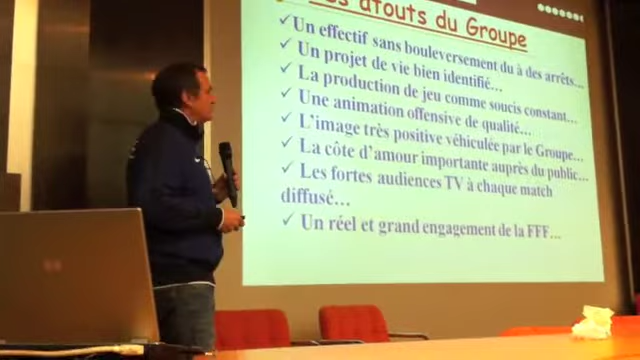 es atouts du Groupe
✓Un effectif sans bouleversement du à des arrêts…
✓ Un projet de vie bien identifié…
✓ La production de jeu comme soucis constant…
✓ Une animation offensive de qualité…
✓ L'image très positive véhiculée par le Groupe…
✓ La côte d'amour importante auprès du public…
✓ Les fortes audiences TV à chaque match
diffusé…
✓ Un réel et grand engagement de la FFF…